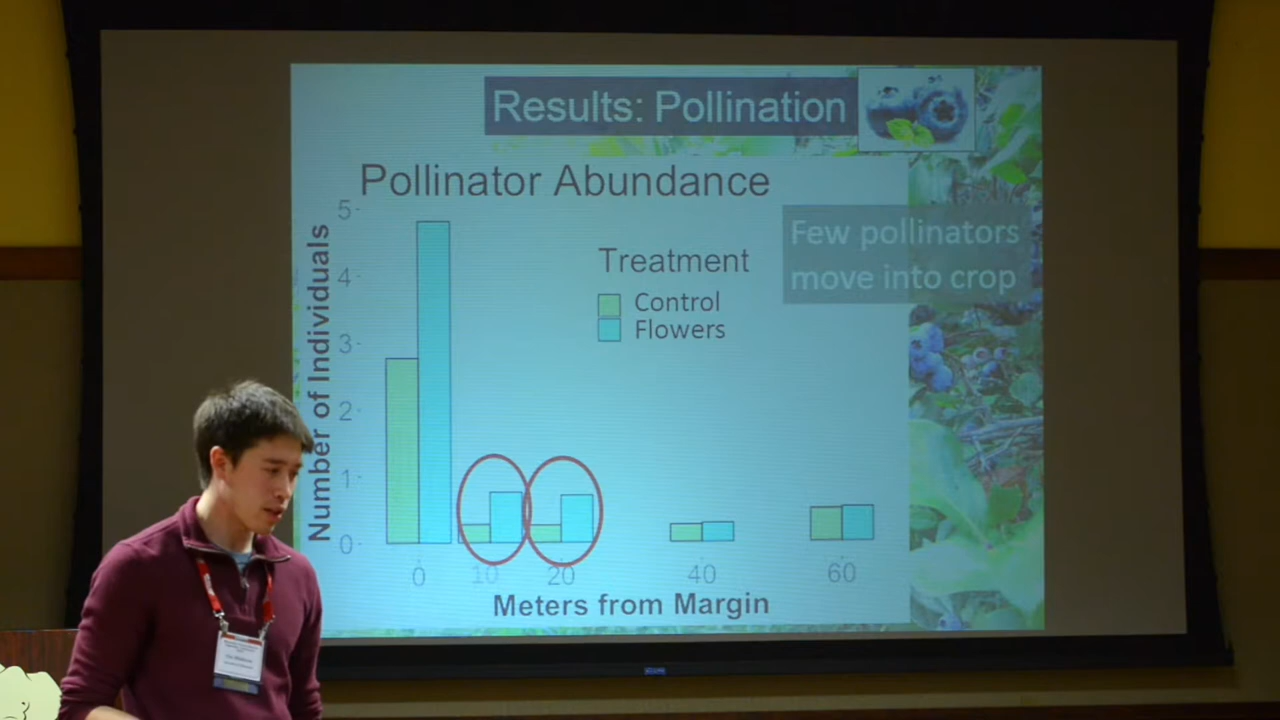 Results: Pollination
Pollinator Abundance
Few pollinators
move into crop
Number of Individuals
5
4
3
2
1
0
Treatment
Control
Flowers
0 10 20 40 60
Meters from Margin